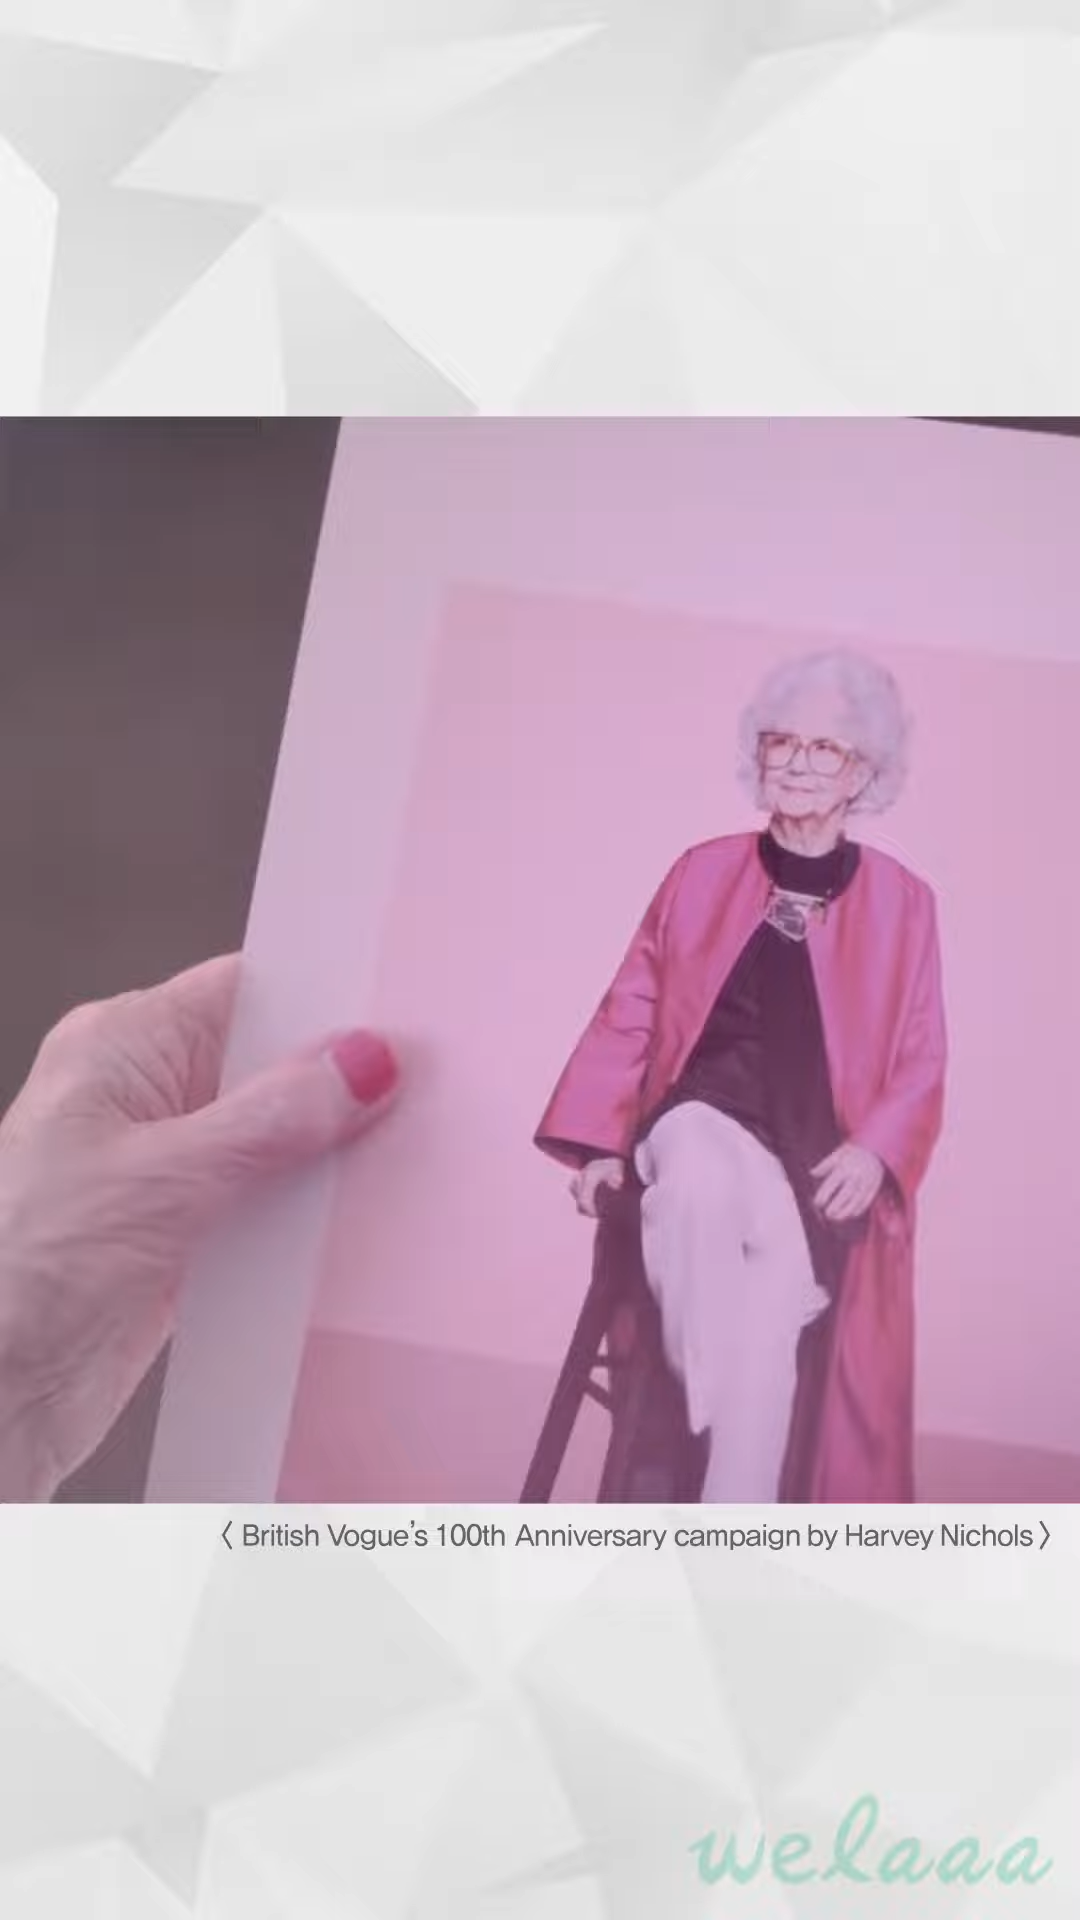 〈 British Vogue’s 100th Anniversary campaign by Harvey Nichols 〉
welaaa